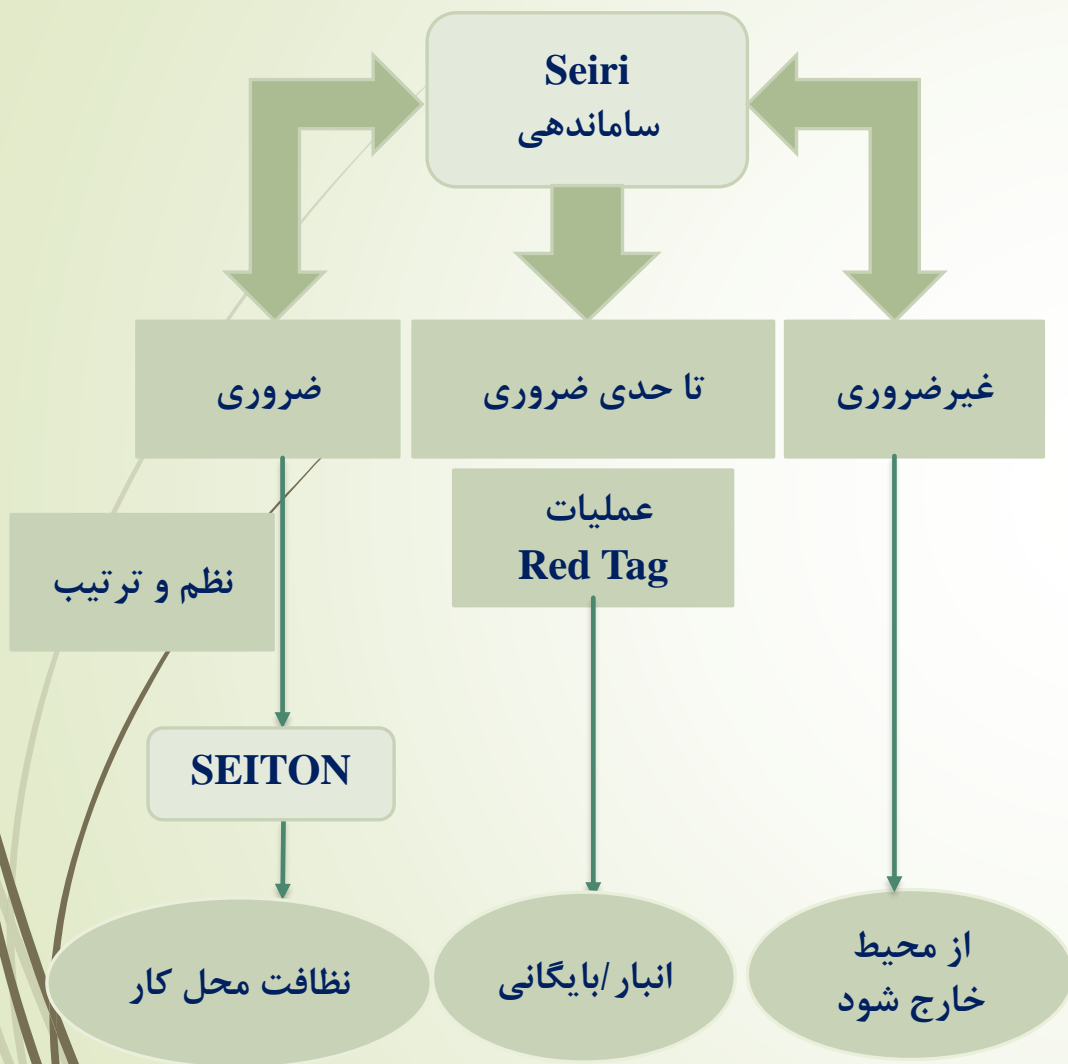 Seiri
ساماندهی
غیرضروری
تا حدی ضروری
ضروری
عملیات
Red Tag
نظم و ترتیب
SEITON
از محیط
خارج شود
انبار/بایگانی
نظافت محل کار